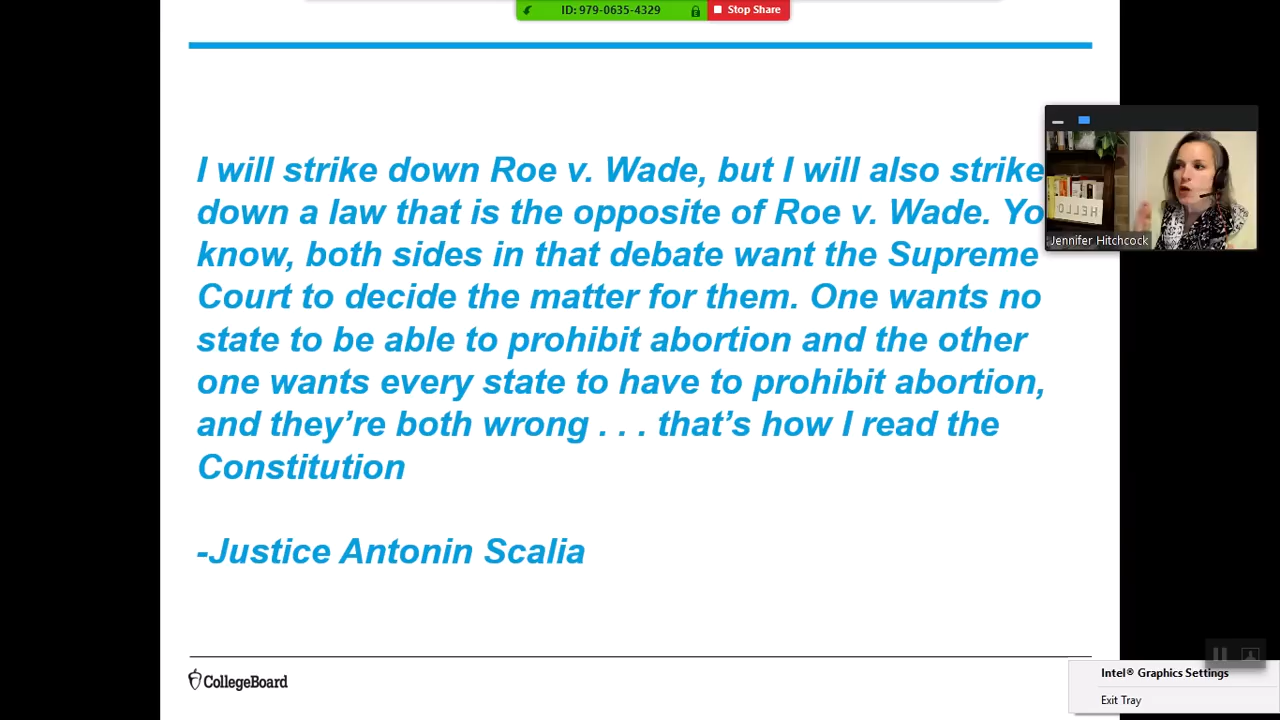 ID: 979-0635-4329
Stop Share
I will strike down Roe v. Wade, but I will also strike
down a law that is the opposite of Roe v. Wade. Yo
know, both sides in that debate want the Supreme
Court to decide the matter for them. One wants no
state to be able to prohibit abortion and the other
one wants every state to have to prohibit abortion,
and they’re both wrong . . . that’s how I read the
Constitution
-Justice Antonin Scalia
HELLO
Jennifer Hitchcock
CollegeBoard
Intel® Graphics Settings
Exit Tray